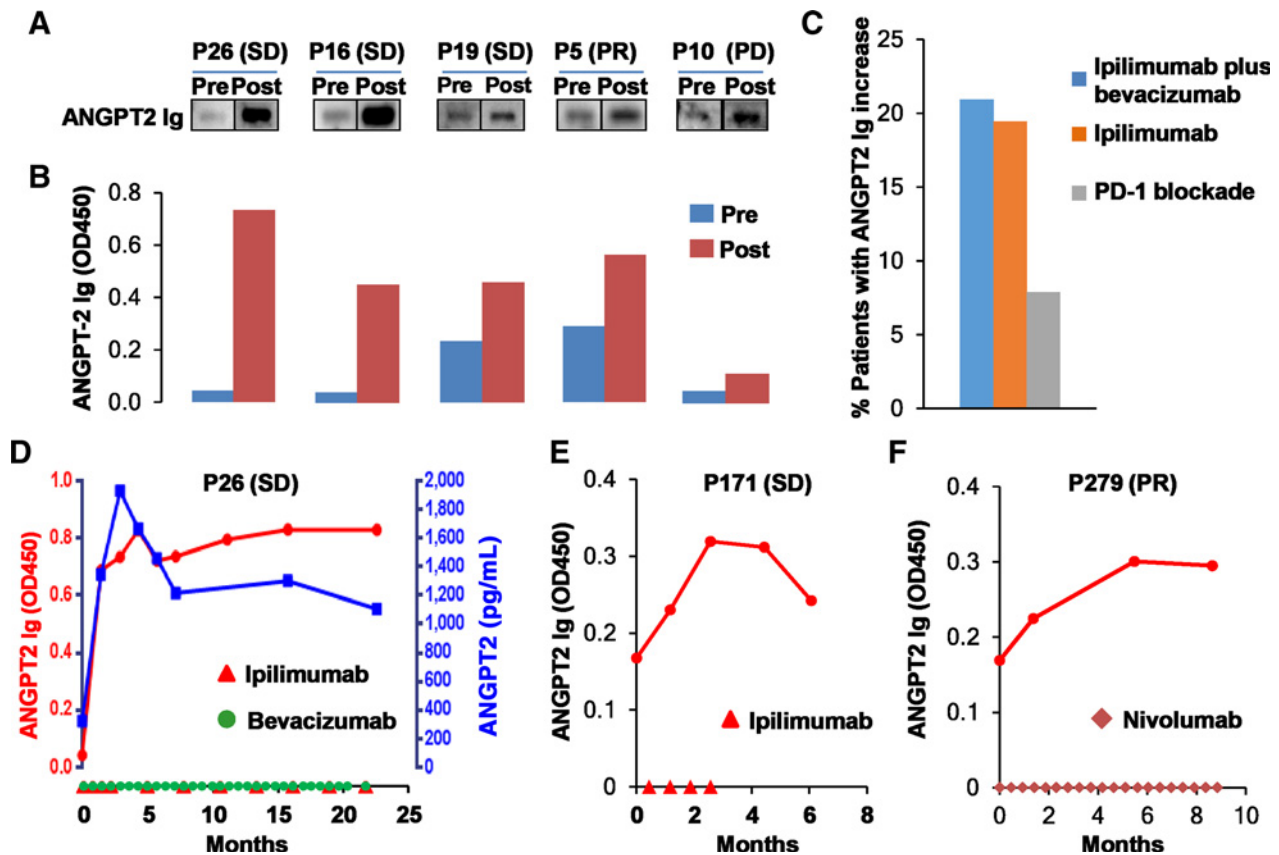 A
P26 (SD) P16 (SD) P19 (SD) P5 (PR) P10 (PD)
Pre Post Pre Post Pre Post Pre Post Pre Post
ANGPT2 Ig
B
ANGPT-2 Ig (OD450)
0.8
0.6
0.4
0.2
0.0
Pre
Post
C
% Patients with ANGPT2 Ig increase
25
20
15
10
5
0
Ipilimumab plus
bevacizumab
Ipilimumab
PD-1 blockade
D
P26 (SD)
ANGPT2 Ig (OD450)
1.0
0.8
0.6
0.4
0.2
0.0
2,000
1,800
1,600
1,400
1,200
1,000
800
600
400
200
0
ANGPT2 (pg/mL)
Ipilimumab
Bevacizumab
0 5 10 15 20 25
Months
E
P171 (SD)
ANGPT2 Ig (OD450)
0.4
0.3
0.2
0.1
0
Ipilimumab
0 2 4 6 8
Months
F
P279 (PR)
ANGPT2 Ig (OD450)
0.4
0.3
0.2
0.1
0
Nivolumab
0 2 4 6 8 10
Months